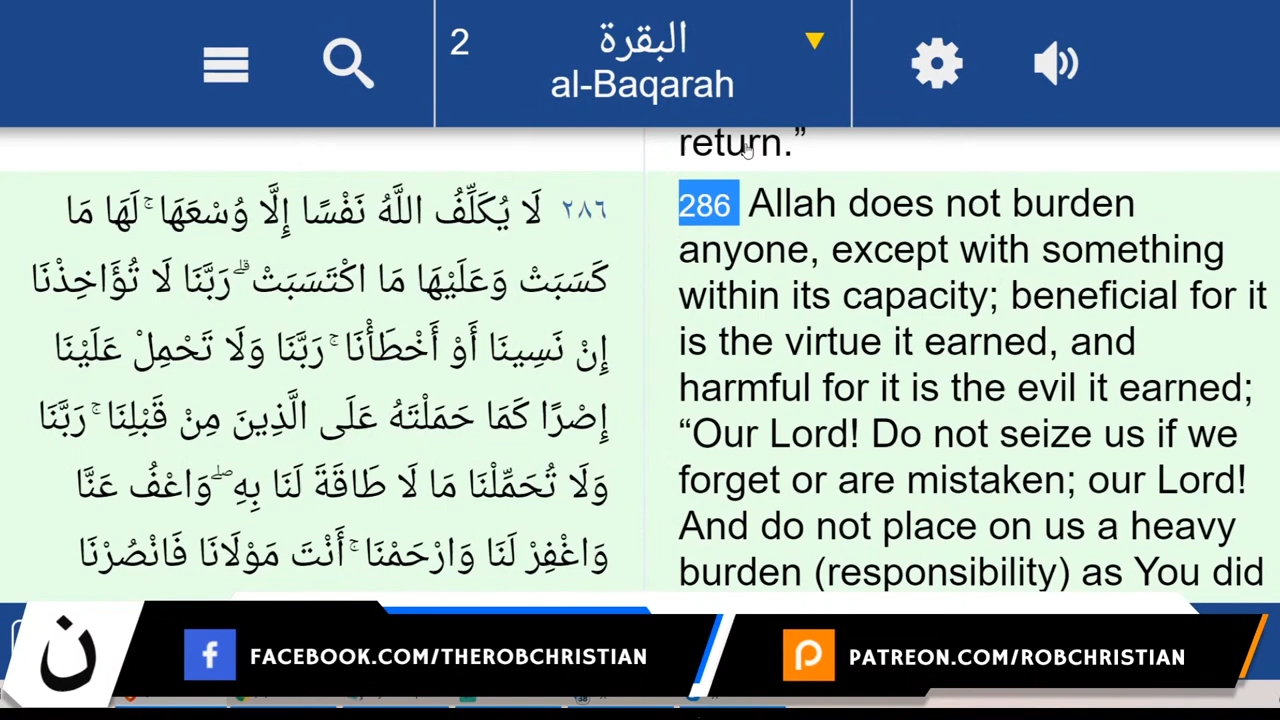 2
البقرة
al-Baqarah
return.”
٢٨٦ لَا يُكَلِّفُ اللَّهُ نَفْسًا إِلَّا وُسْعَهَا ۚ لَهَا مَا
كَسَبَتْ وَعَلَيْهَا مَا اكْتَسَبَتْ ۗ رَبَّنَا لَا تُؤَاخِذْنَا
إِنْ نَسِينَا أَوْ أَخْطَأْنَا ۚ رَبَّنَا وَلَا تَحْمِلْ عَلَيْنَا
إِصْرًا كَمَا حَمَلْتَهُ عَلَى الَّذِينَ مِنْ قَبْلِنَا ۚ رَبَّنَا
وَلَا تُحَمِّلْنَا مَا لَا طَاقَةَ لَنَا بِهِ ۖ وَاعْفُ عَنَّا
وَاغْفِرْ لَنَا وَارْحَمْنَا ۚ أَنْتَ مَوْلَانَا فَانْصُرْنَا
286 Allah does not burden
anyone, except with something
within its capacity; beneficial for it
is the virtue it earned, and
harmful for it is the evil it earned;
“Our Lord! Do not seize us if we
forget or are mistaken; our Lord!
And do not place on us a heavy
burden (responsibility) as You did
ن
f FACEBOOK.COM/THEROBCHRISTIAN
PATREON.COM/ROBCHRISTIAN